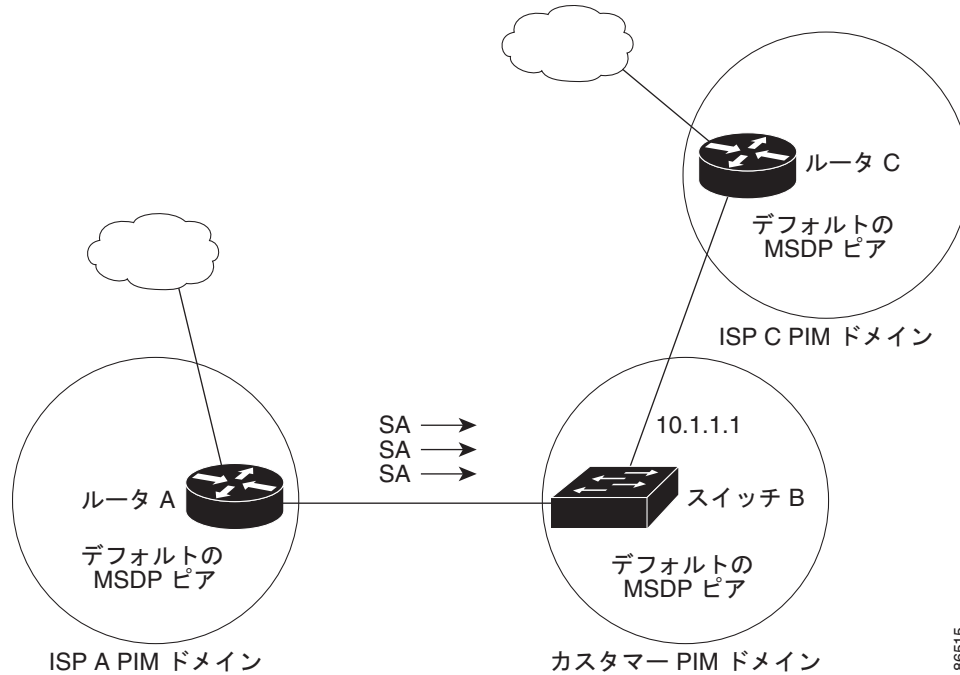 ルータ C
デフォルトの
MSDP ピア
ISP C PIM ドメイン
SA
SA
SA
10.1.1.1
ルータ A
スイッチ B
デフォルトの
MSDP ピア
デフォルトの
MSDP ピア
ISP A PIM ドメイン
カスタマー PIM ドメイン
86515